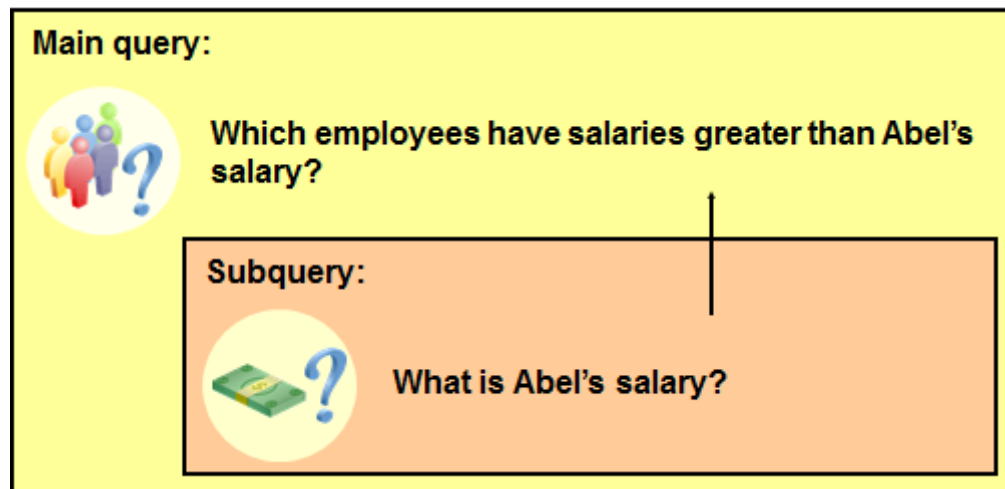 Main query:
Which employees have salaries greater than Abel's
salary?
Subquery:
What is Abel's salary?